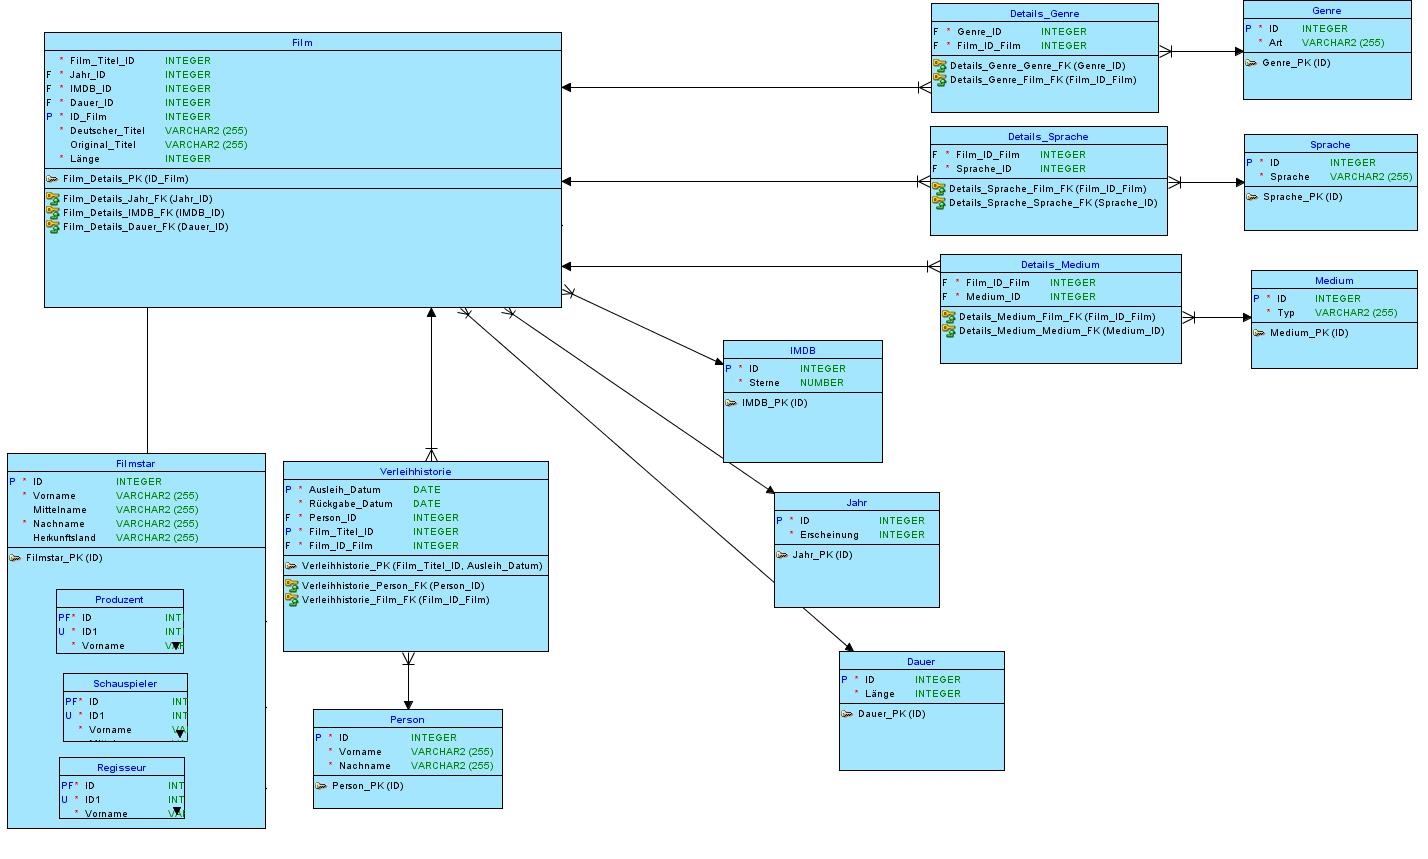 Film
* Film_Titel_ID INTEGER
F * Jahr_ID INTEGER
F * IMDB_ID INTEGER
F * Dauer_ID INTEGER
P * ID_Film INTEGER
* Deutscher_Titel VARCHAR2 (255)
Original_Titel VARCHAR2 (255)
* Länge INTEGER
Film_Details_PK (ID_Film)
Film_Details_Jahr_FK (Jahr_ID)
Film_Details_IMDB_FK (IMDB_ID)
Film_Details_Dauer_FK (Dauer_ID)
Details_Genre
F * Genre_ID INTEGER
F * Film_ID_Film INTEGER
Details_Genre_Genre_FK (Genre_ID)
Details_Genre_Film_FK (Film_ID_Film)
Genre
P * ID INTEGER
* Art VARCHAR2 (255)
Genre_PK (ID)
Details_Sprache
F * Film_ID_Film INTEGER
F * Sprache_ID INTEGER
Details_Sprache_Film_FK (Film_ID_Film)
Details_Sprache_Sprache_FK (Sprache_ID)
Sprache
P * ID INTEGER
* Sprache VARCHAR2 (255)
Sprache_PK (ID)
Details_Medium
F * Film_ID_Film INTEGER
F * Medium_ID INTEGER
Details_Medium_Film_FK (Film_ID_Film)
Details_Medium_Medium_FK (Medium_ID)
Medium
P * ID INTEGER
* Typ VARCHAR2 (255)
Medium_PK (ID)
IMDB
P * ID INTEGER
* Sterne NUMBER
IMDB_PK (ID)
Filmstar
P * ID INTEGER
* Vorname VARCHAR2 (255)
Mittelname VARCHAR2 (255)
* Nachname VARCHAR2 (255)
Herkunftsland VARCHAR2 (255)
Filmstar_PK (ID)
Produzent
PF* ID INT
U * ID1 INT
* Vorname
Schauspieler
PF* ID INT
U * ID1 INT
* Vorname
Regisseur
PF* ID INT
U * ID1 INT
* Vorname
Verleihhistorie
P * Ausleih_Datum DATE
* Rückgabe_Datum DATE
F * Person_ID INTEGER
P * Film_Titel_ID INTEGER
F * Film_ID_Film INTEGER
Verleihhistorie_PK (Film_Titel_ID, Ausleih_Datum)
Verleihhistorie_Person_FK (Person_ID)
Verleihhistorie_Film_FK (Film_ID_Film)
Person
P * ID INTEGER
* Vorname VARCHAR2 (255)
* Nachname VARCHAR2 (255)
Person_PK (ID)
Jahr
P * ID INTEGER
* Erscheinung INTEGER
Jahr_PK (ID)
Dauer
P * ID INTEGER
* Länge INTEGER
Dauer_PK (ID)